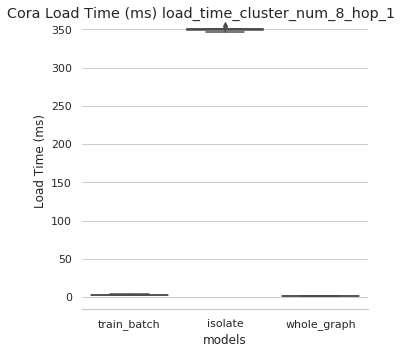 Cora Load Time (ms) load_time_cluster_num_8_hop_1
350
300
250
200
150
100
50
0
Load Time (ms)
train_batch
isolate
whole_graph
models